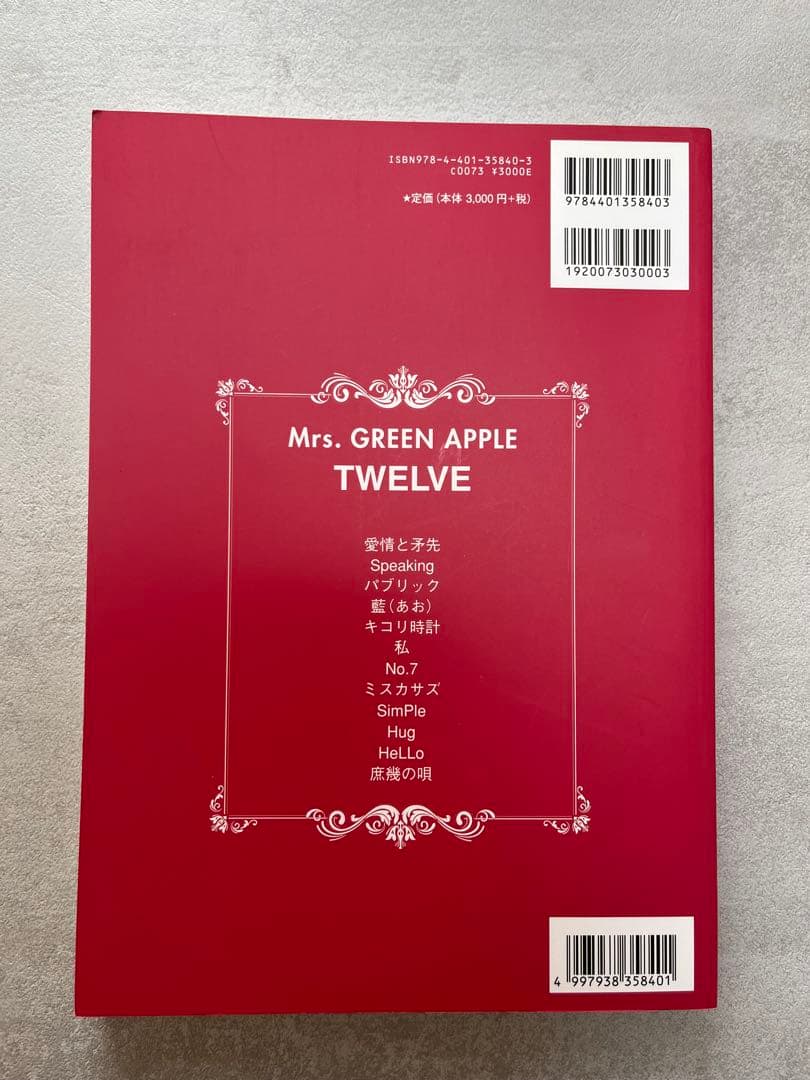 ISBN978-4-401-35840-3
C0073 ¥3000E
★定価(本体 3,000 円+税)
9784401358403
1920073030003
Mrs. GREEN APPLE
TWELVE
愛情と矛先
Speaking
パブリック
藍(あお)
キコリ時計
私
No.7
ミスカサズ
SimPle
Hug
HeLLo
庶幾の唄
4 997938 358401